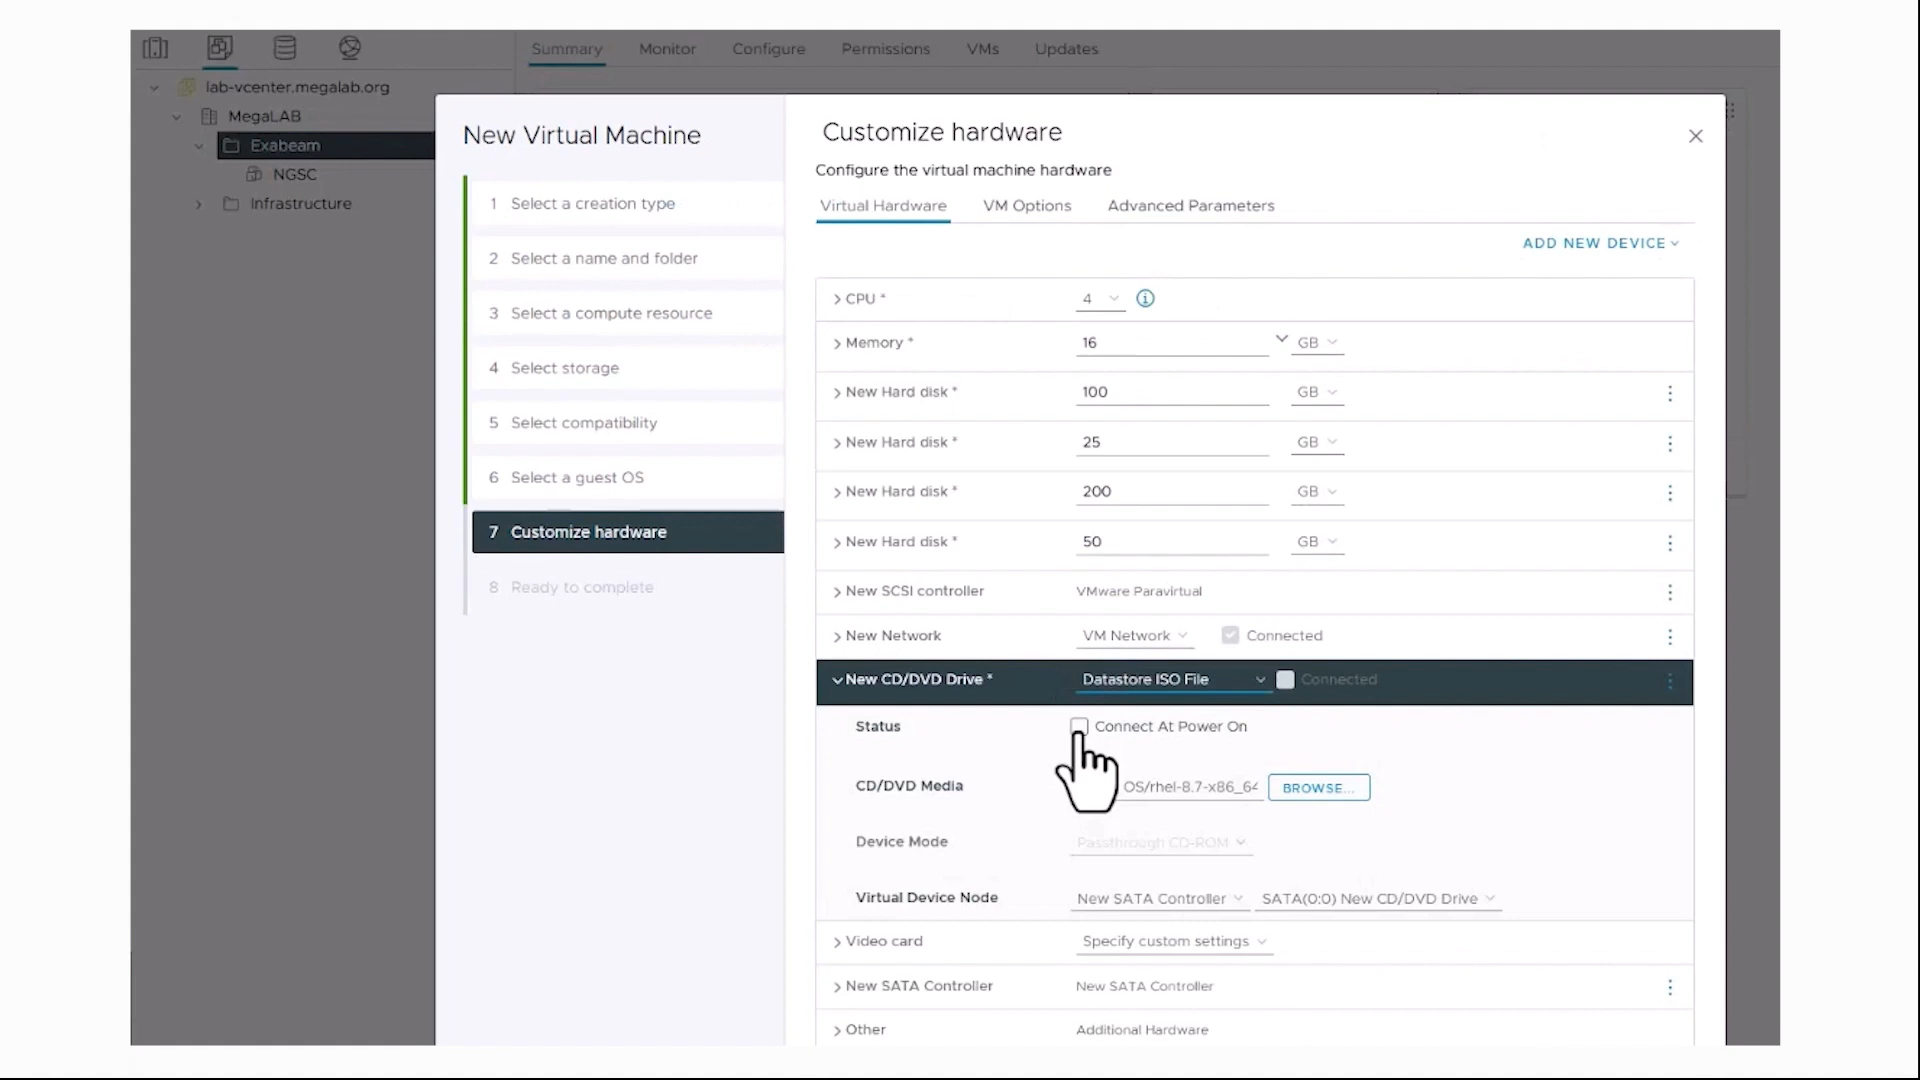 Summary Monitor Configure Permissions VMs Updates
lab-vcenter.megalab.org
MegaLAB
Exabeam
NGSC
Infrastructure
New Virtual Machine
1 Select a creation type
2 Select a name and folder
3 Select a compute resource
4 Select storage
5 Select compatibility
6 Select a guest OS
7 Customize hardware
8 Ready to complete
Customize hardware
Configure the virtual machine hardware
Virtual Hardware VM Options Advanced Parameters
ADD NEW DEVICE
CPU * 4
Memory * 16 GB
New Hard disk * 100 GB
New Hard disk * 25 GB
New Hard disk * 200 GB
New Hard disk * 50 GB
New SCSI controller VMware Paravirtual
New Network VM Network Connected
New CD/DVD Drive * Datastore ISO File Connected
Status Connect At Power On
CD/DVD Media OS/rhel-8.7-x86_64 BROWSE...
Device Mode Passthrough CD-ROM
Virtual Device Node New SATA Controller SATA(0:0) New CD/DVD Drive
Video card Specify custom settings
New SATA Controller New SATA Controller
Other Additional Hardware